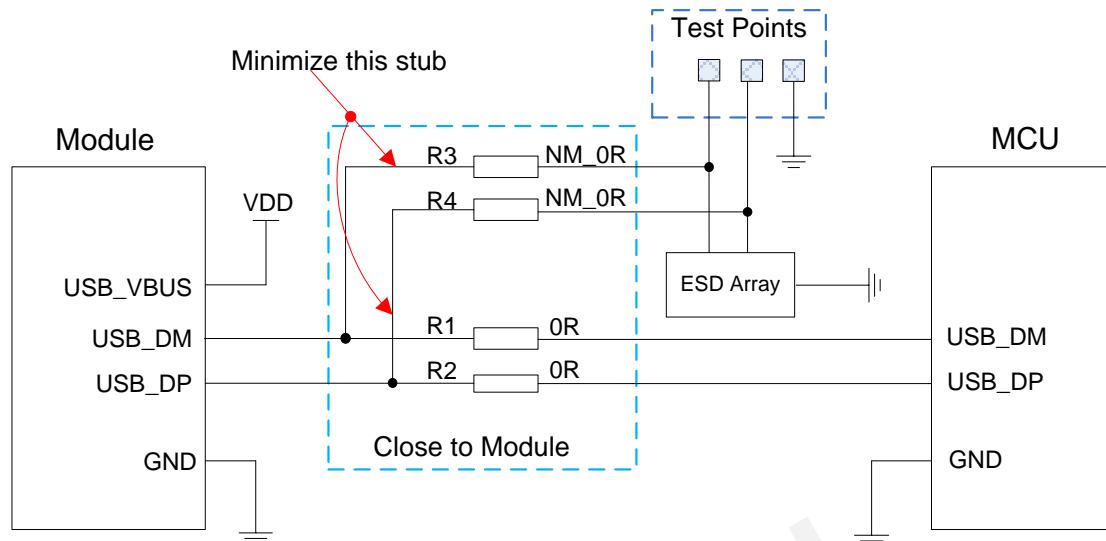 Test Points
Minimize this stub
Module
MCU
R3
NM_0R
R4
NM_0R
VDD
USB_VBUS
ESD Array
USB_DM
R1
0R
USB_DM
USB_DP
R2
0R
USB_DP
Close to Module
GND
GND